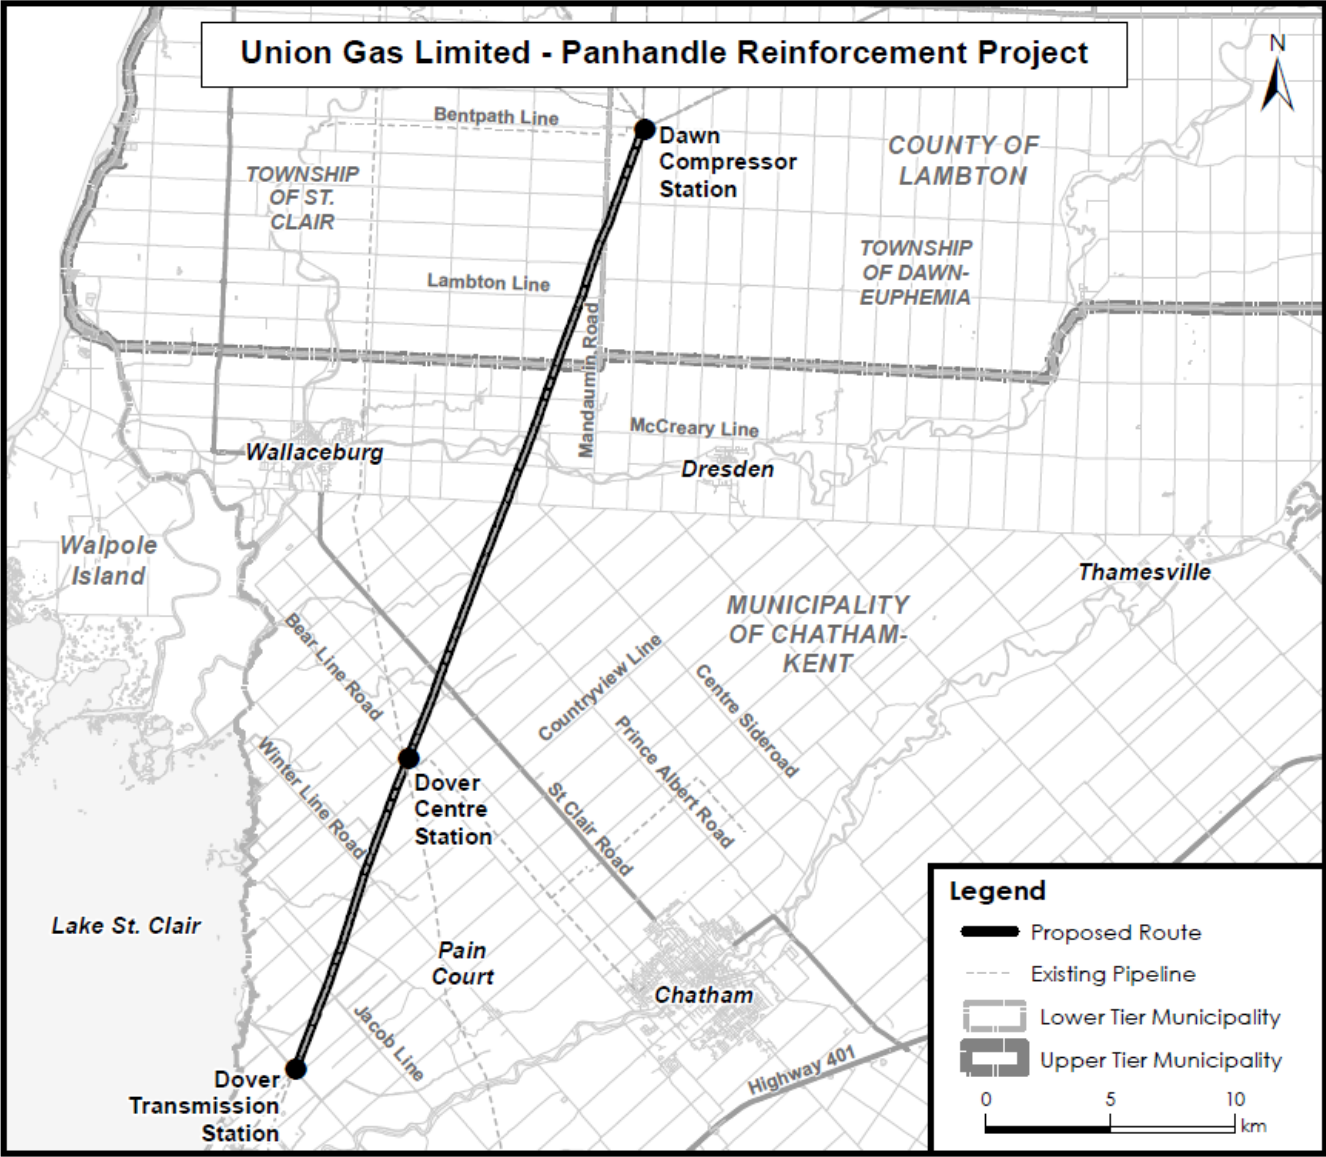 Union Gas Limited - Panhandle Reinforcement Project
N
Bentpath Line
Dawn
Compressor
Station
COUNTY OF
LAMBTON
TOWNSHIP
OF ST.
CLAIR
TOWNSHIP
OF DAWN-
EUPHEMIA
Lambton Line
Mandaumin Road
McCreary Line
Wallaceburg
Dresden
Walpole
Island
Thamesville
MUNICIPALITY
OF CHATHAM-
KENT
Bear Line Road
Countryview Line
Centre Sideroad
Prince Albert Road
Winter Line Road
Dover
Centre
Station
St Clair Road
Lake St. Clair
Pain
Court
Chatham
Jacob Line
Highway 401
Dover
Transmission
Station
Legend
Proposed Route
Existing Pipeline
Lower Tier Municipality
Upper Tier Municipality
0 5 10
km